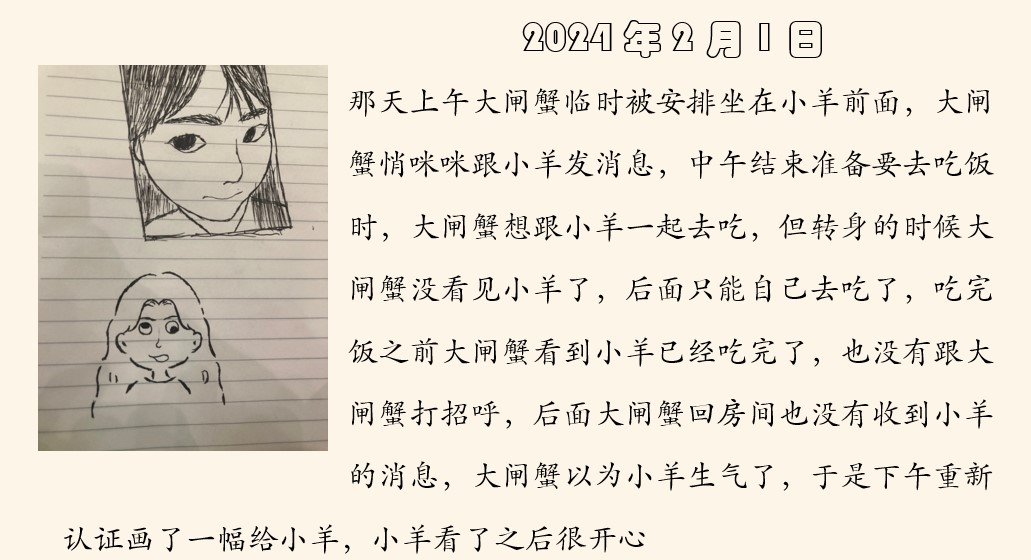 2024年2月1日
那天上午大闸蟹临时被安排坐在小羊前面，大闸
蟹悄咪咪跟小羊发消息，中午结束准备要去吃饭
时，大闸蟹想跟小羊一起去吃，但转身的时候大
闸蟹没看见小羊了，后面只能自己去吃了，吃完
饭之前大闸蟹看到小羊已经吃完了，也没有跟大
闸蟹打招呼，后面大闸蟹回房间也没有收到小羊
的消息，大闸蟹以为小羊生气了，于是下午重新
认证画了一幅给小羊，小羊看了之后很开心